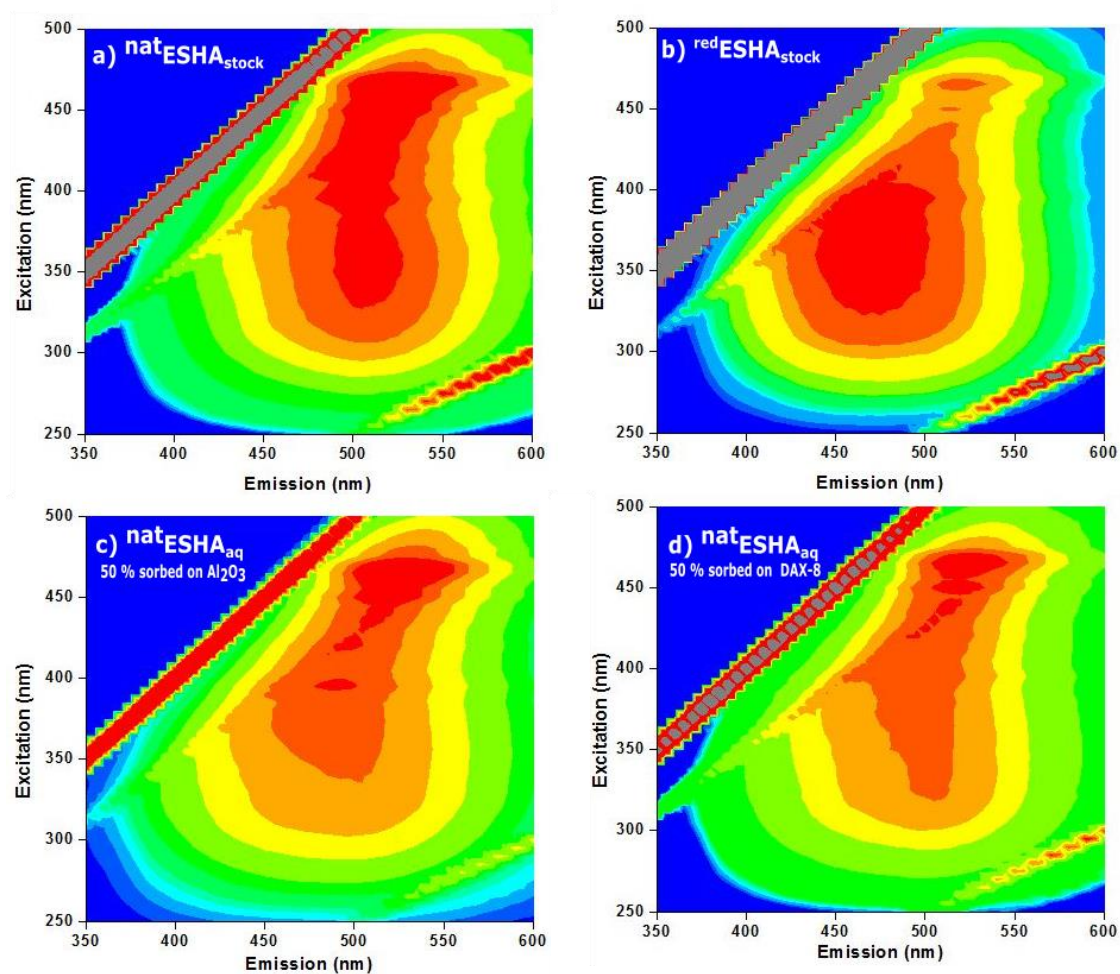 a) natESHAstock
500
450
400
350
300
250
350 400 450 500 550 600
Excitation (nm)
Emission (nm)
b) redESHAstock
500
450
400
350
300
250
350 400 450 500 550 600
Excitation (nm)
Emission (nm)
c) natESHAaq
50 % sorbed on Al2O3
500
450
400
350
300
250
350 400 450 500 550 600
Excitation (nm)
Emission (nm)
d) natESHAaq
50 % sorbed on DAX-8
500
450
400
350
300
250
350 400 450 500 550 600
Excitation (nm)
Emission (nm)